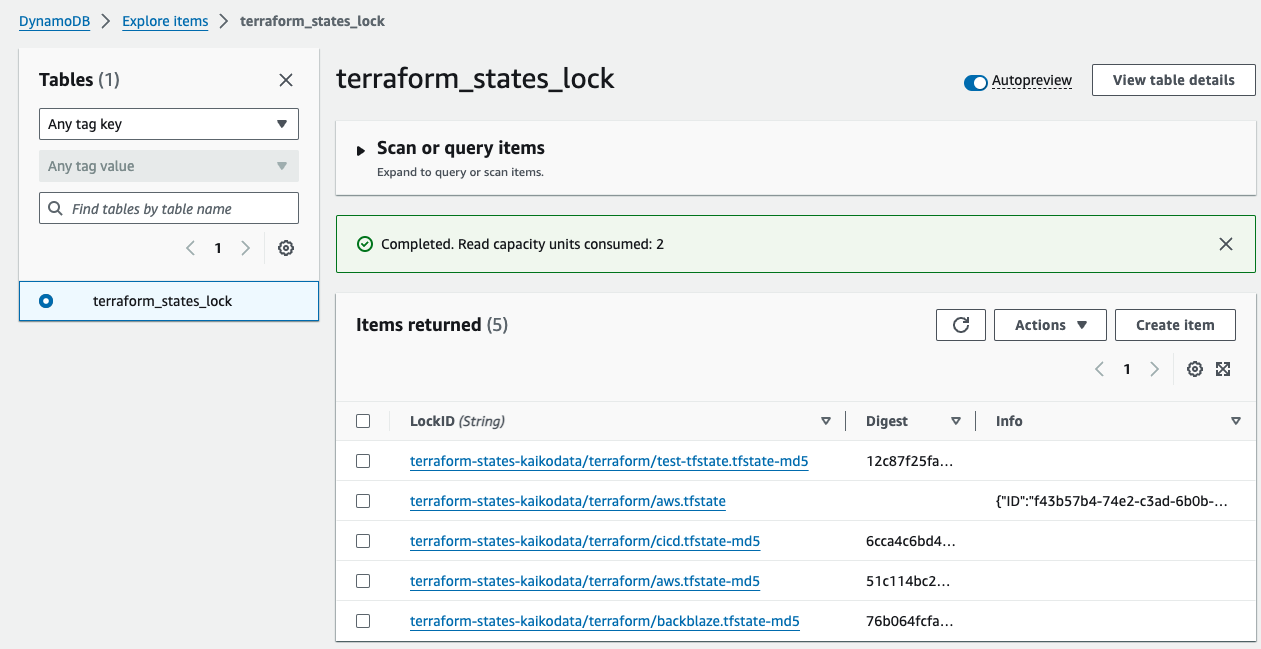 DynamoDB > Explore items > terraform_states_lock
Tables (1)
Any tag key
Any tag value
Find tables by table name
1
terraform_states_lock
terraform_states_lock
Autopreview
View table details
Scan or query items
Expand to query or scan items.
Completed. Read capacity units consumed: 2
Items returned (5)
Actions
Create item
1
LockID (String) Digest Info
terraform-states-kaikodata/terraform/test-tfstate.tfstate-md5 12c87f25fa...
terraform-states-kaikodata/terraform/aws.tfstate {"ID":"f43b57b4-74e2-c3ad-6b0b-...
terraform-states-kaikodata/terraform/cicd.tfstate-md5 6cca4c6bd4...
terraform-states-kaikodata/terraform/aws.tfstate-md5 51c114bc2...
terraform-states-kaikodata/terraform/backblaze.tfstate-md5 76b064fcfa...